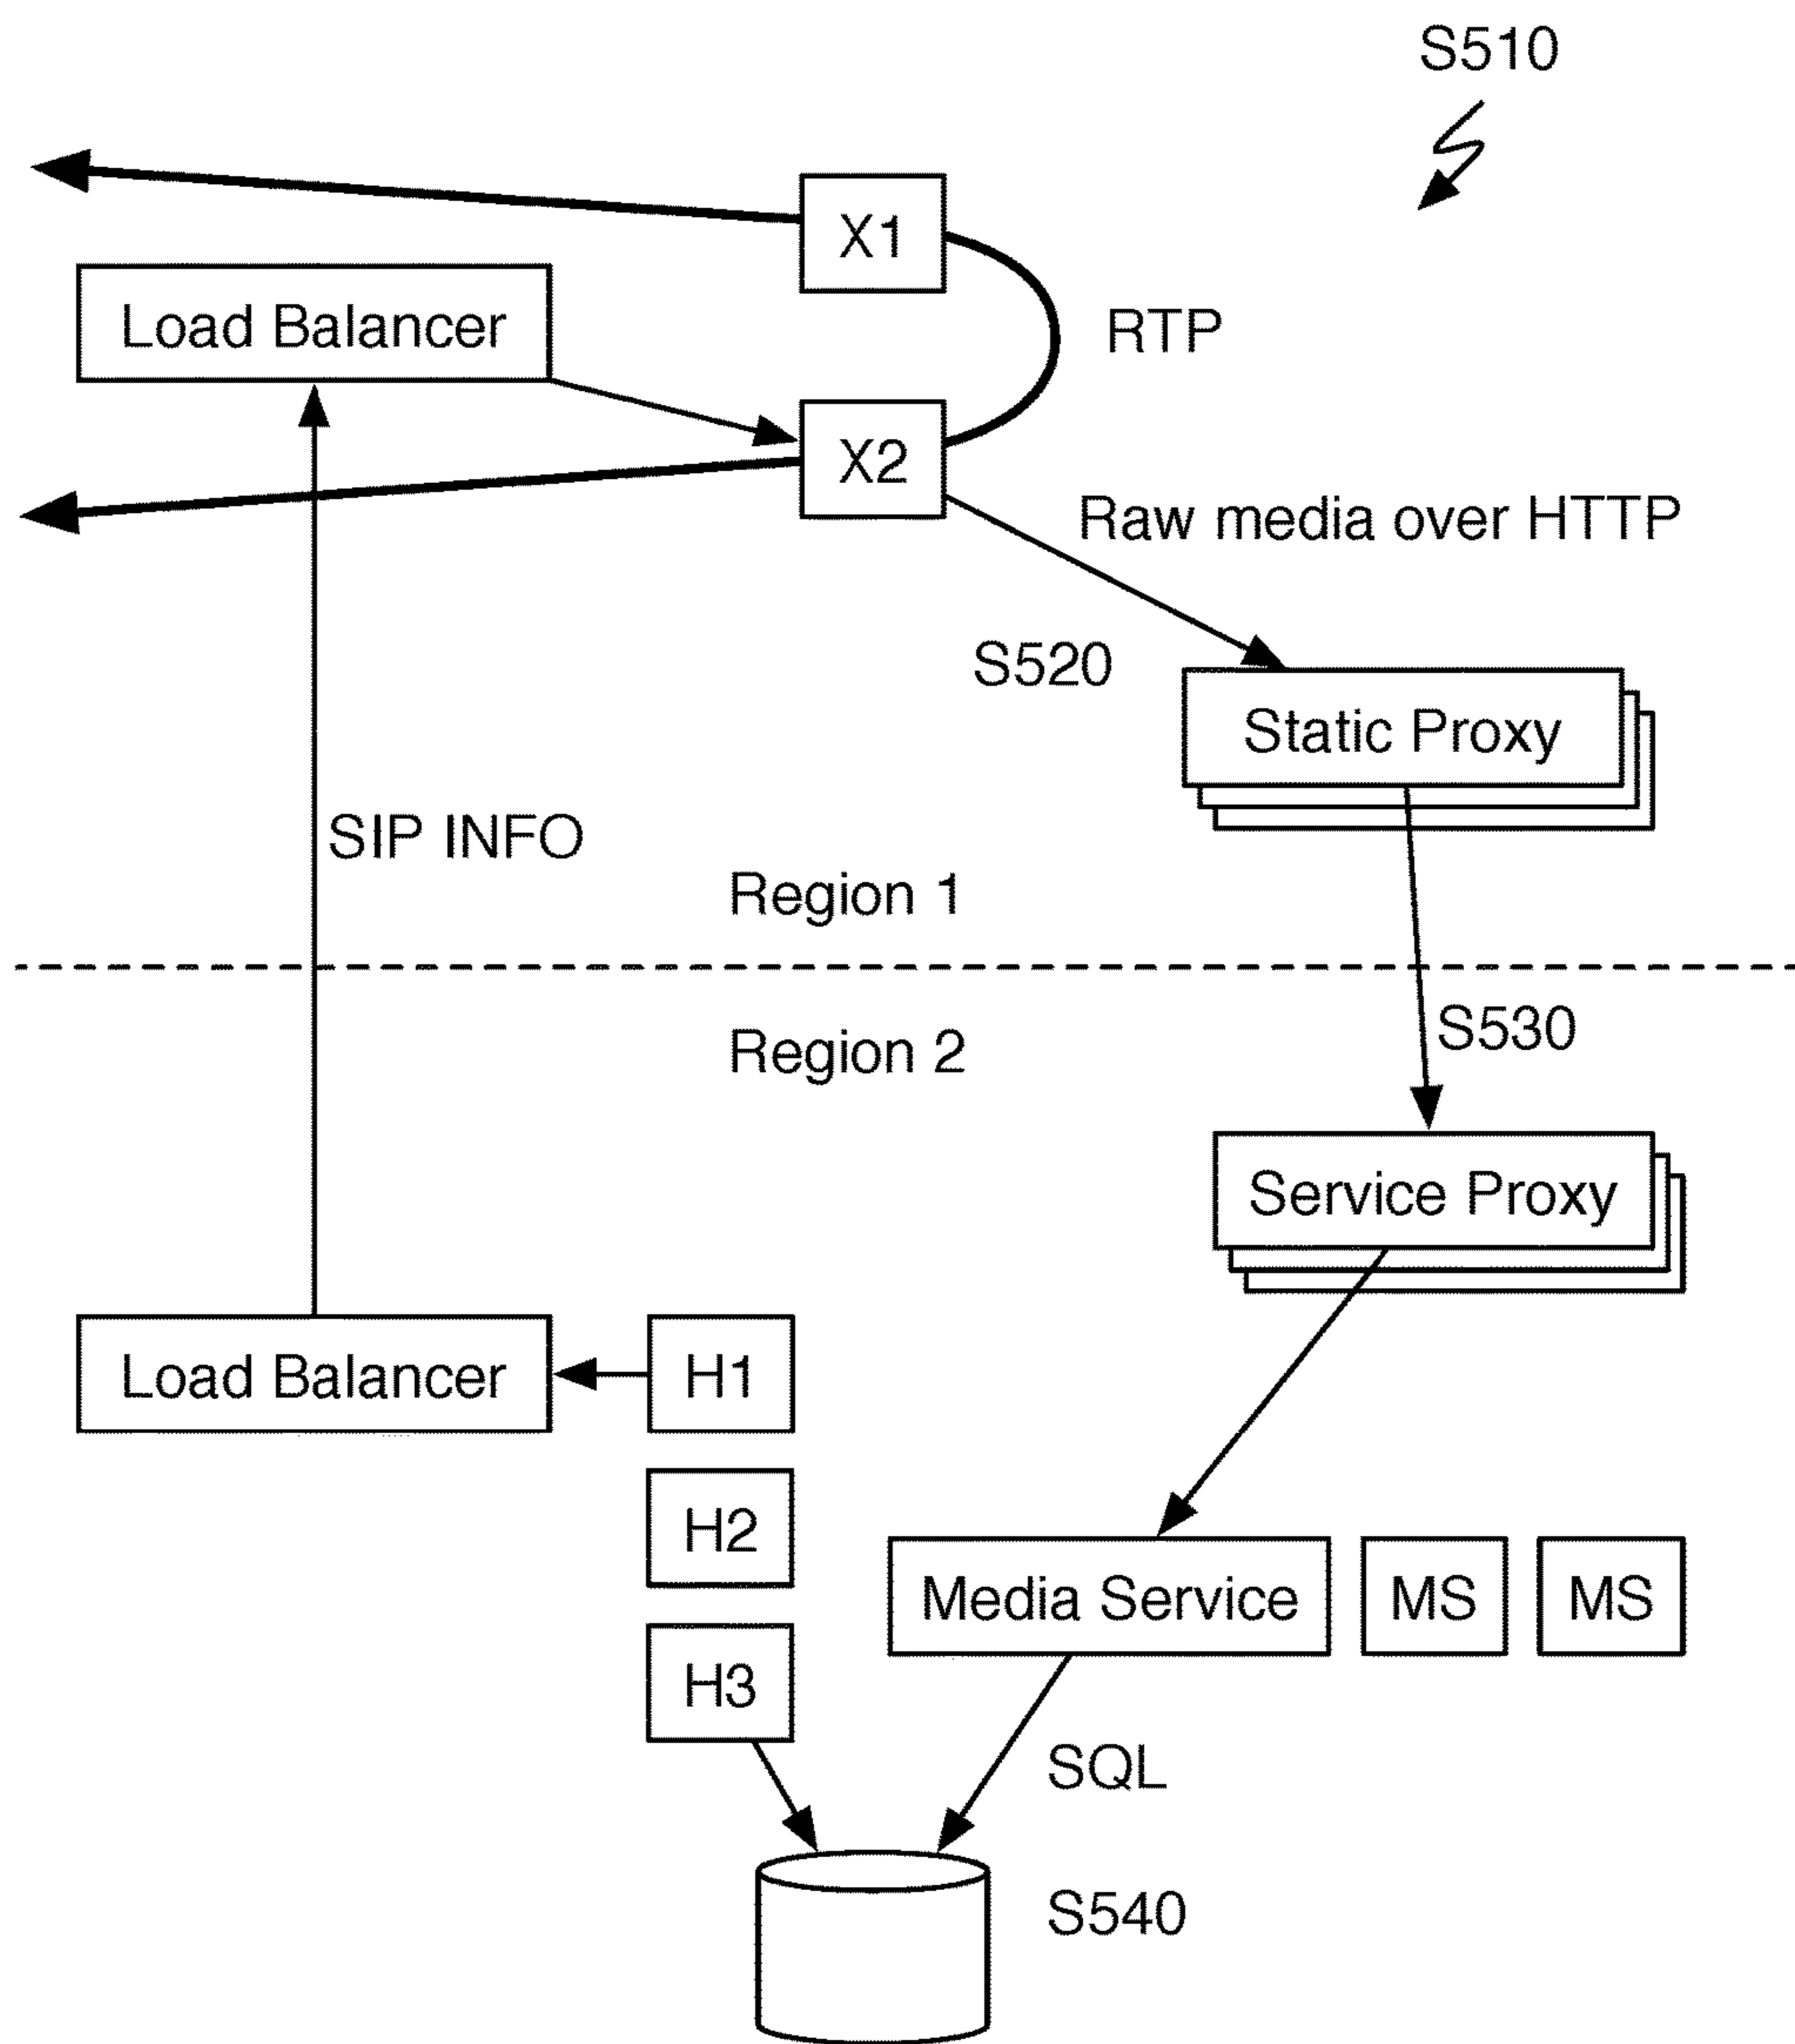 S510
X1
Load Balancer
RTP
X2
Raw media over HTTP
S520
Static Proxy
SIP INFO
Region 1
Region 2
S530
Service Proxy
Load Balancer
H1
H2
Media Service
MS
MS
H3
SQL
S540